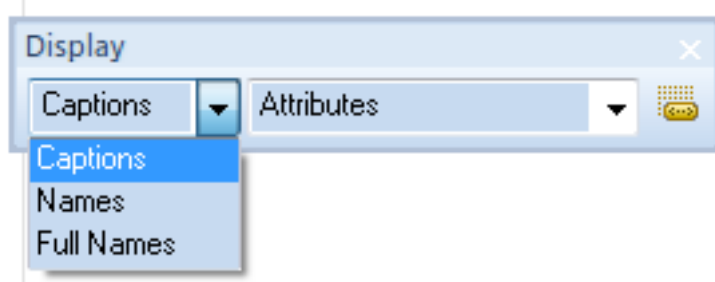 Display
Captions Attributes
Captions
Names
Full Names